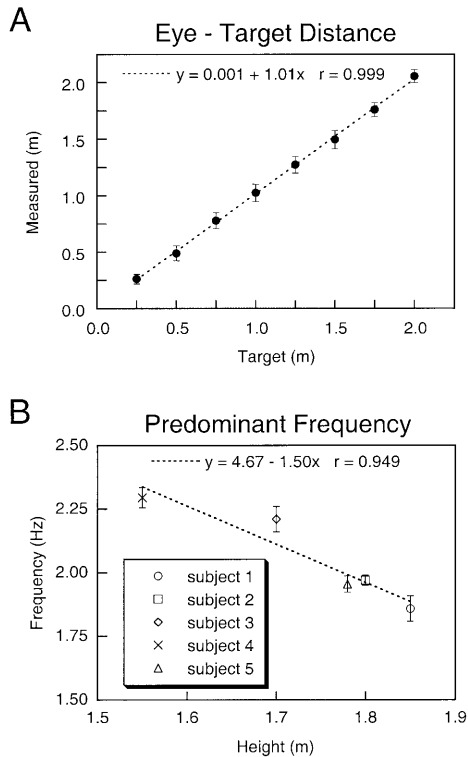 A
Eye - Target Distance
y = 0.001 + 1.01x r = 0.999
Measured (m)
2.0
1.5
1.0
0.5
0.0
0.0 0.5 1.0 1.5 2.0
Target (m)
B
Predominant Frequency
y = 4.67 - 1.50x r = 0.949
Frequency (Hz)
2.50
2.25
2.00
1.75
1.50
subject 1
subject 2
subject 3
subject 4
subject 5
1.5 1.6 1.7 1.8 1.9
Height (m)